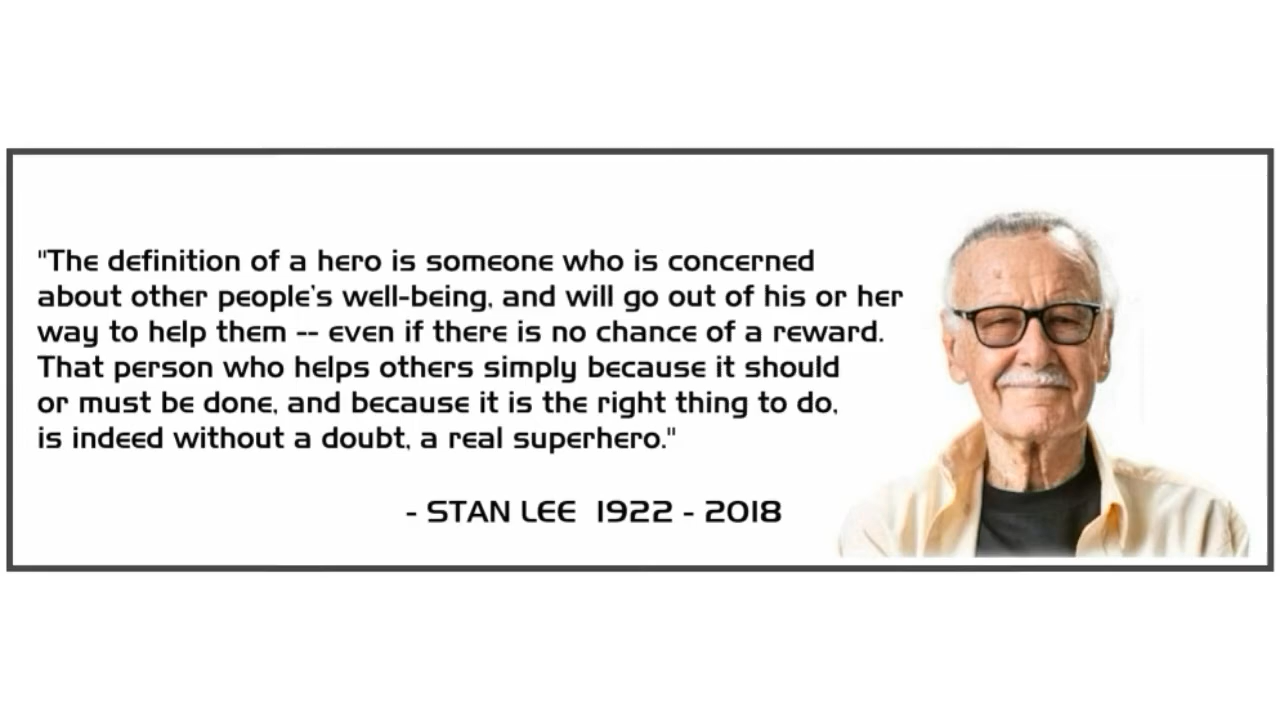 "The definition of a hero is someone who is concerned
about other people's well-being, and will go out of his or her
way to help them -- even if there is no chance of a reward.
That person who helps others simply because it should
or must be done, and because it is the right thing to do,
is indeed without a doubt, a real superhero."
- STAN LEE 1922 - 2018